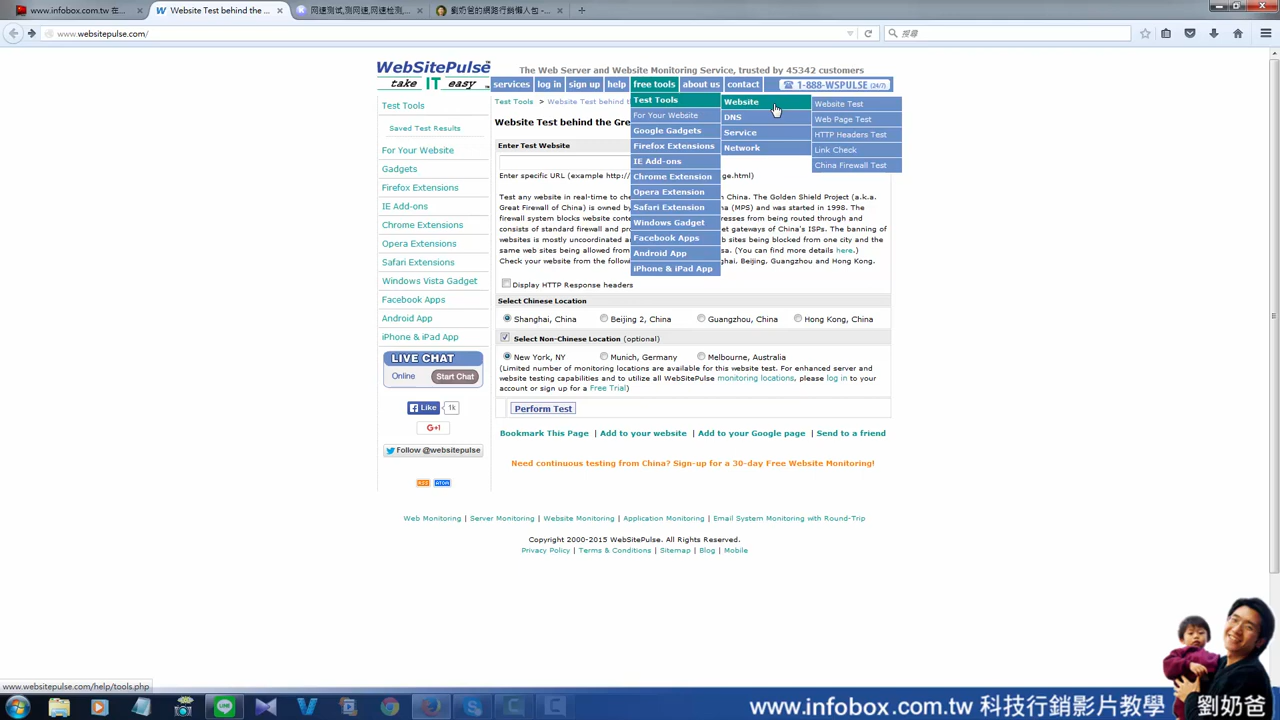 www.infobox.com.tw 在...
Website Test behind the ...
网速测试,测网速,网速检测,...
劉奶爸的網路行銷懶人包 -...
www.websitepulse.com/
搜尋
WebSitePulse
take IT easy
The Web Server and Website Monitoring Service, trusted by 45342 customers
services
log in
sign up
help
free tools
about us
contact
1-888-WSPULSE (24/7)
Test Tools
Saved Test Results
For Your Website
Gadgets
Firefox Extensions
IE Add-ons
Chrome Extensions
Opera Extensions
Safari Extensions
Windows Vista Gadget
Facebook Apps
Android App
iPhone & iPad App
LIVE CHAT
Online
Start Chat
Like
1k
G+1
Follow @websitepulse
RSS
ATOM
Test Tools > Website Test behind t
Website Test behind the Gre
Enter Test Website
Enter specific URL (example http:/
ge.html)
Test Tools
For Your Website
Google Gadgets
Firefox Extensions
IE Add-ons
Chrome Extension
Opera Extension
Safari Extension
Windows Gadget
Facebook Apps
Android App
iPhone & iPad App
Website
DNS
Service
Network
Website Test
Web Page Test
HTTP Headers Test
Link Check
China Firewall Test
Test any website in real-time to che
The Golden Shield Project (a.k.a.
Great Firewall of China) is owned by
a (MPS) and was started in 1998. The
firewall system blocks website conte
resses from being routed through and
consists of standard firewall and pro
et gateways of China's ISPs. The banning of
websites is mostly uncoordinated a
b sites being blocked from one city and the
same web sites being allowed from
sa. (You can find more details here.)
Check your website from the follow
hai, Beijing, Guangzhou and Hong Kong.
Display HTTP Response headers
Select Chinese Location
Shanghai, China
Beijing 2, China
Guangzhou, China
Hong Kong, China
Select Non-Chinese Location (optional)
New York, NY
Munich, Germany
Melbourne, Australia
(Limited number of monitoring locations are available for this website test. For enhanced server and
website testing capabilities and to utilize all WebSitePulse monitoring locations, please log in to your
account or sign up for a Free Trial)
Perform Test
Bookmark This Page | Add to your website | Add to your Google page | Send to a friend
Need continuous testing from China? Sign-up for a 30-day Free Website Monitoring!
Web Monitoring | Server Monitoring | Website Monitoring | Application Monitoring | Email System Monitoring with Round-Trip
Copyright 2000-2015 WebSitePulse. All Rights Reserved.
Privacy Policy | Terms & Conditions | Sitemap | Blog | Mobile
www.websitepulse.com/help/tools.php
www.infobox.com.tw 科技行銷影片教學
劉奶爸